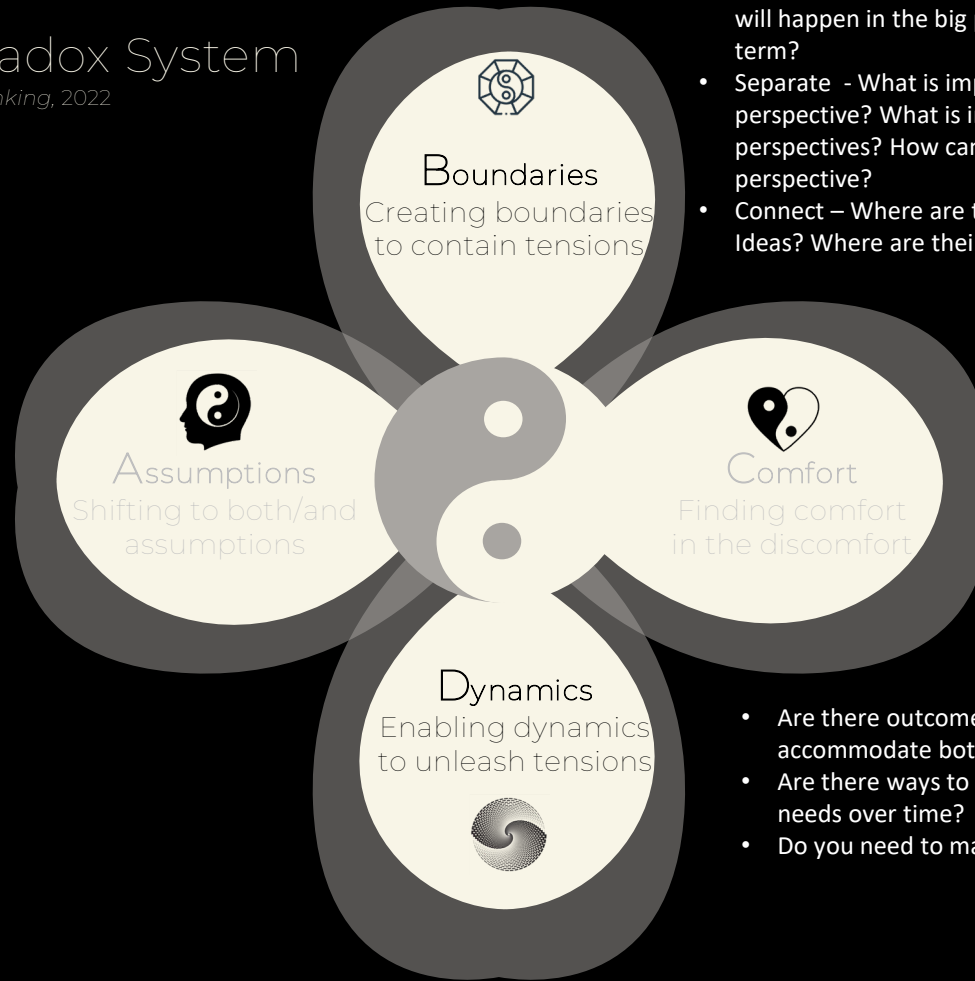 adox System
nking, 2022
will happen in the big
term?
• Separate - What is imp
perspective? What is i
perspectives? How car
perspective?
• Connect – Where are t
Ideas? Where are thei
Boundaries
Creating boundaries
to contain tensions
Assumptions
Shifting to both/and
assumptions
Comfort
Finding comfort
in the discomfort
Dynamics
Enabling dynamics
to unleash tensions
• Are there outcome
accommodate bot
• Are there ways to
needs over time?
• Do you need to ma